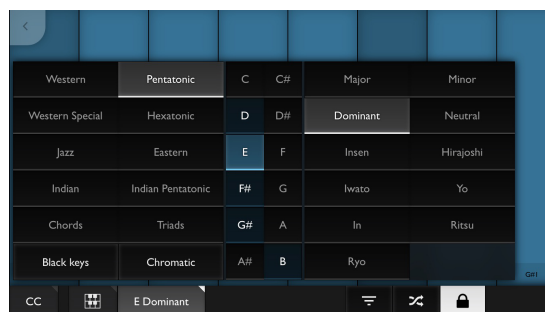 Western Pentatonic C C# Major Minor
Western Special Hexatonic D D# Dominant Neutral
Jazz Eastern E F Insen Hirajoshi
Indian Indian Pentatonic F# G Iwato Yo
Chords Triads G# A In Ritsu
Black keys Chromatic A# B Ryo
G#1
CC E Dominant